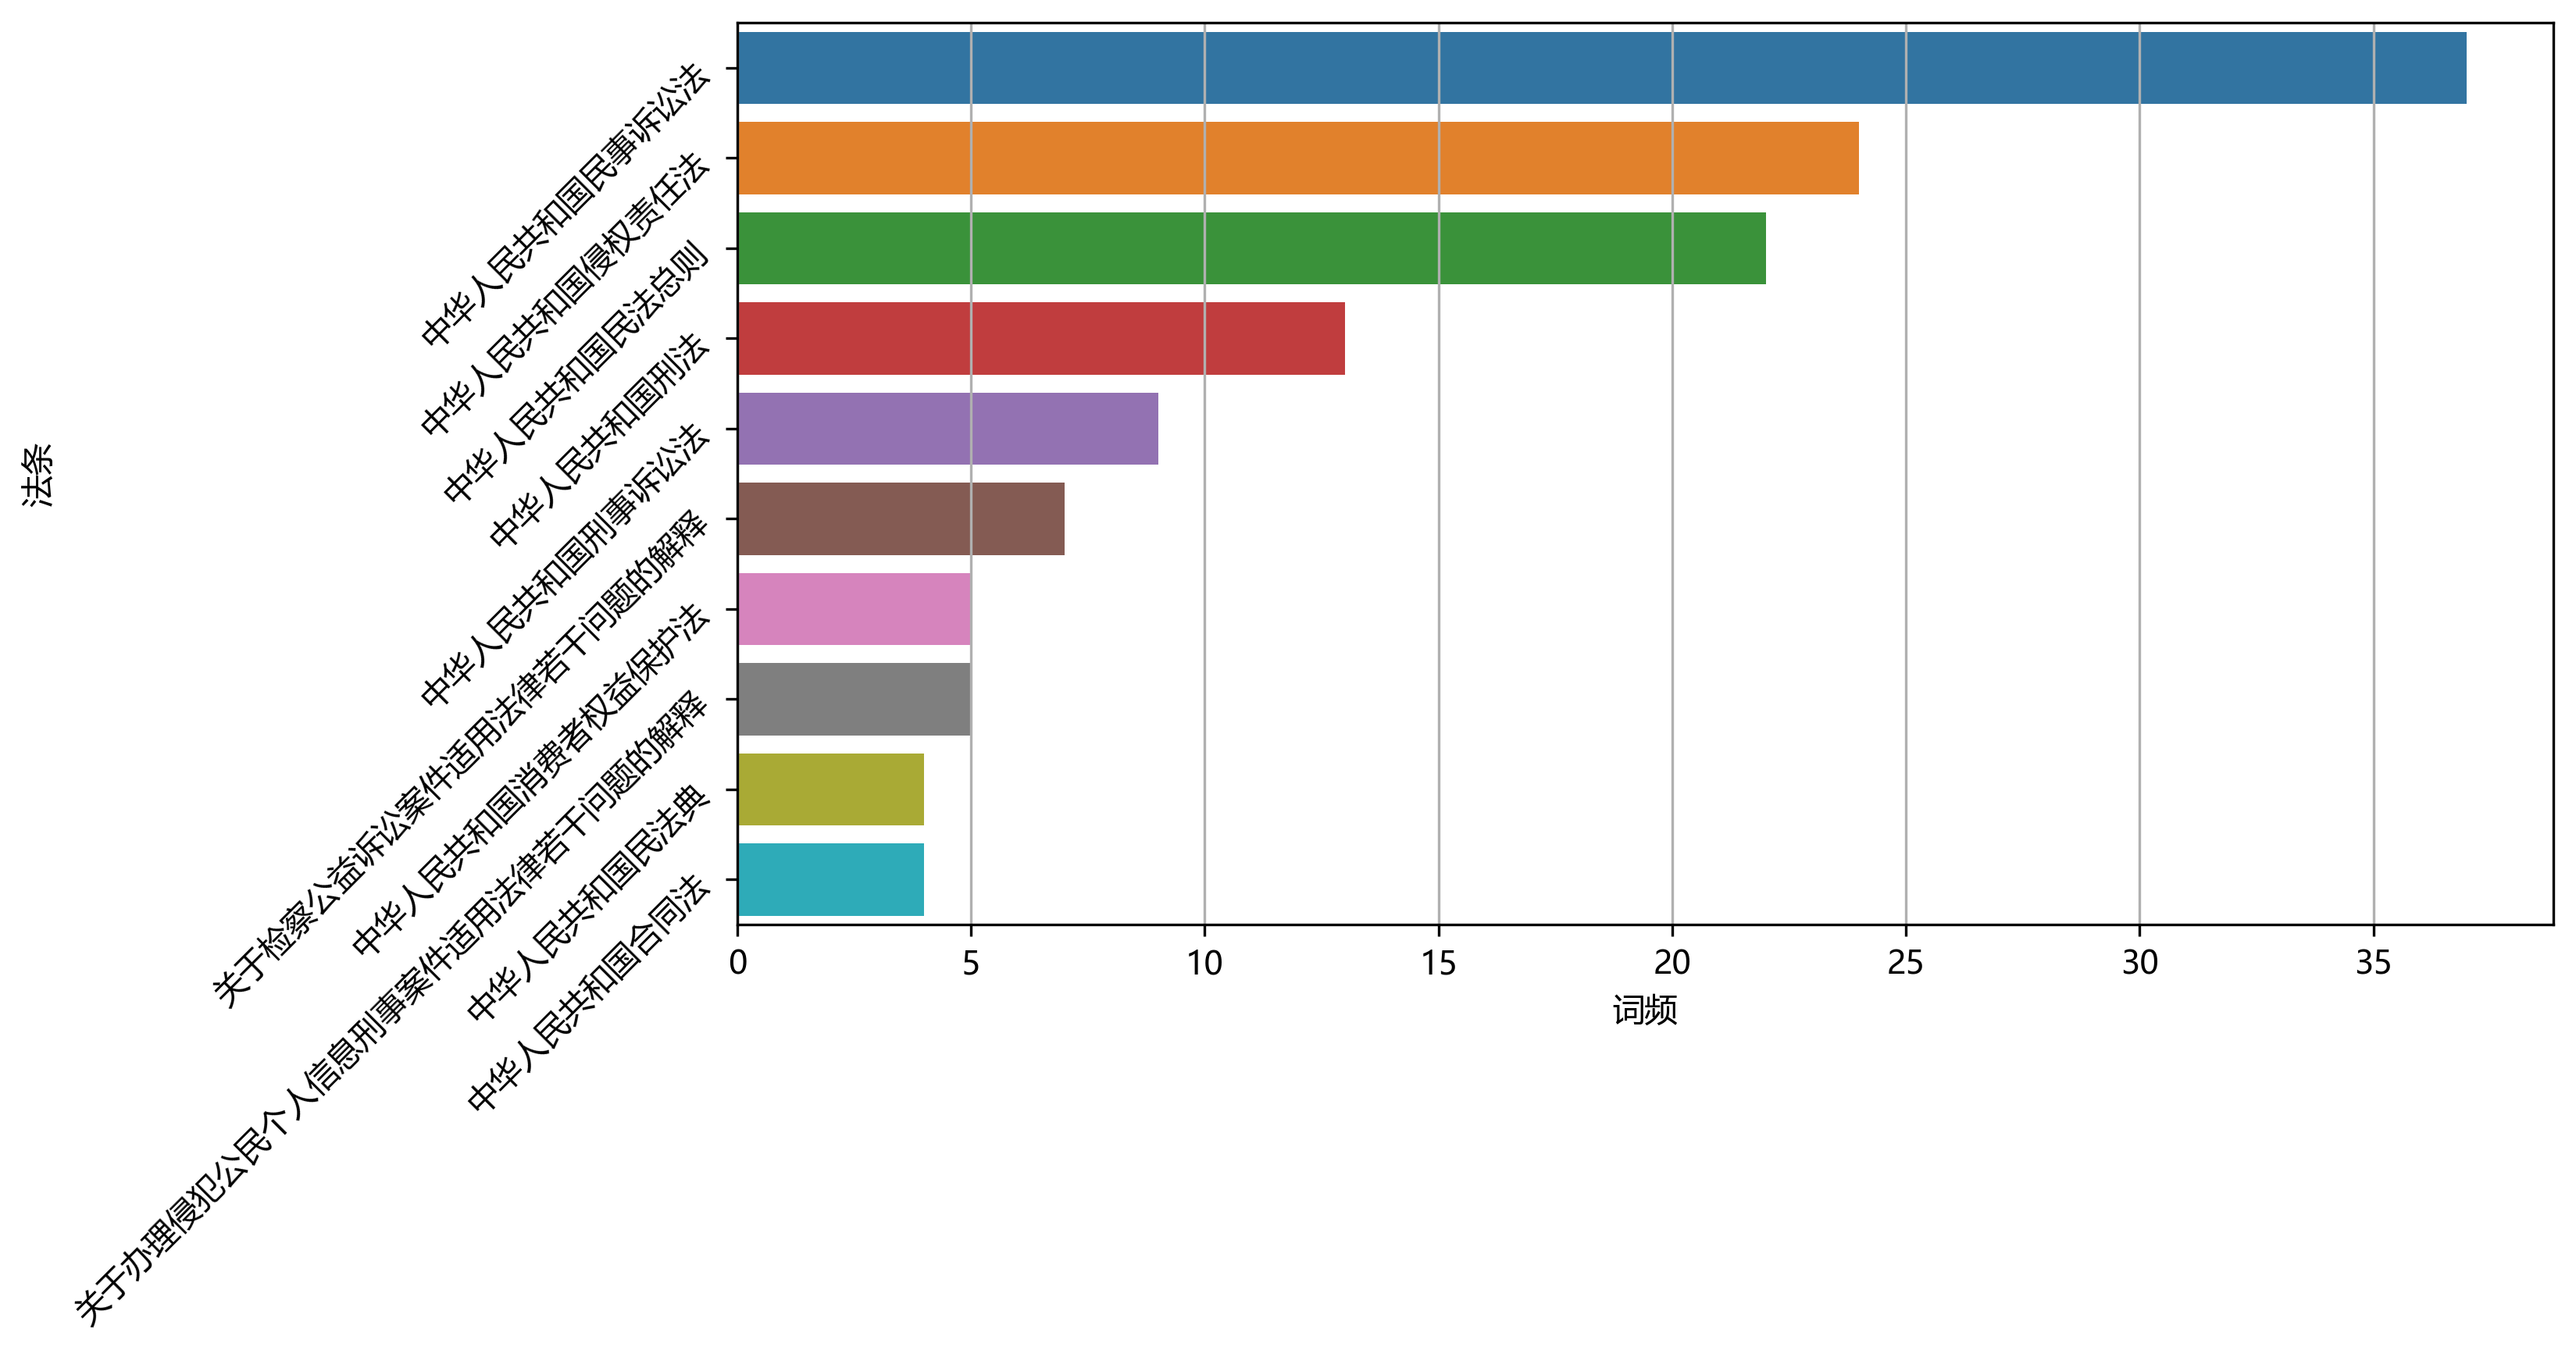 法条
中华人民共和国民事诉讼法
中华人民共和国侵权责任法
中华人民共和国民法总则
中华人民共和国刑法
中华人民共和国刑事诉讼法
关于检察公益诉讼案件适用法律若干问题的解释
中华人民共和国消费者权益保护法
关于办理侵犯公民个人信息刑事案件适用法律若干问题的解释
中华人民共和国民法典
中华人民共和国合同法
0 5 10 15 20 25 30 35
词频